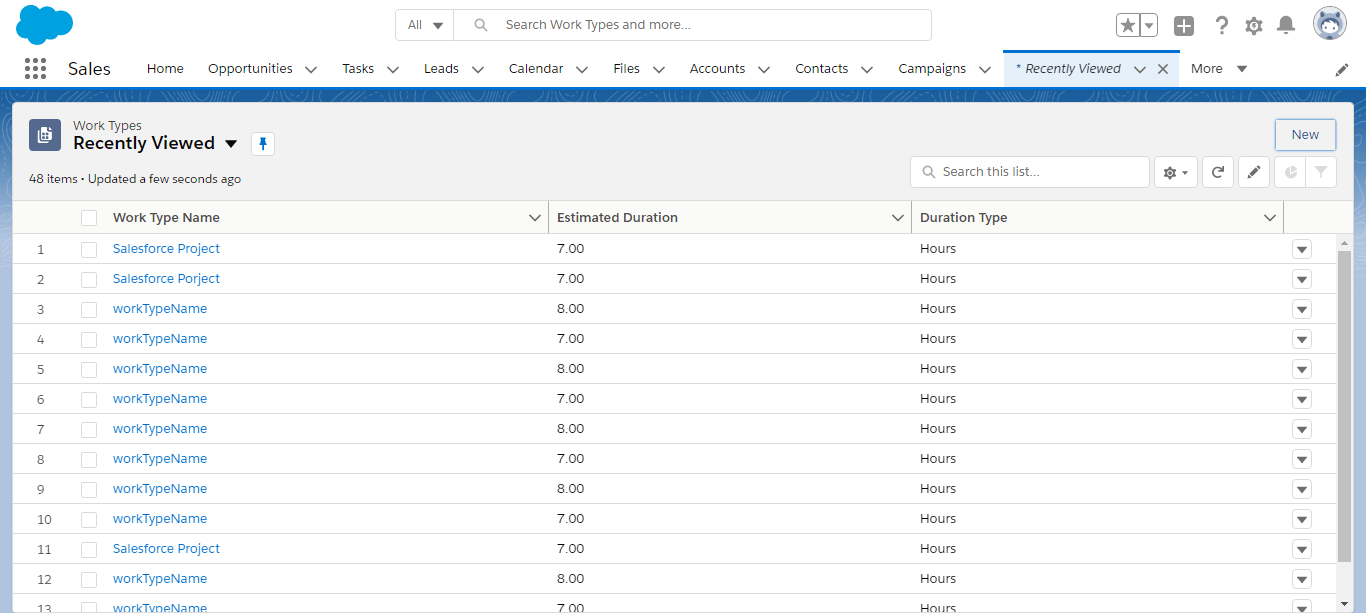 All Search Work Types and more...
Sales Home Opportunities Tasks Leads Calendar Files Accounts Contacts Campaigns * Recently Viewed More
Work Types
Recently Viewed
New
48 items • Updated a few seconds ago
Search this list...
Work Type Name Estimated Duration Duration Type
1 Salesforce Project 7.00 Hours
2 Salesforce Porject 7.00 Hours
3 workTypeName 8.00 Hours
4 workTypeName 7.00 Hours
5 workTypeName 8.00 Hours
6 workTypeName 7.00 Hours
7 workTypeName 8.00 Hours
8 workTypeName 7.00 Hours
9 workTypeName 8.00 Hours
10 workTypeName 7.00 Hours
11 Salesforce Project 7.00 Hours
12 workTypeName 8.00 Hours
13 workTypeName 7.00 Hours